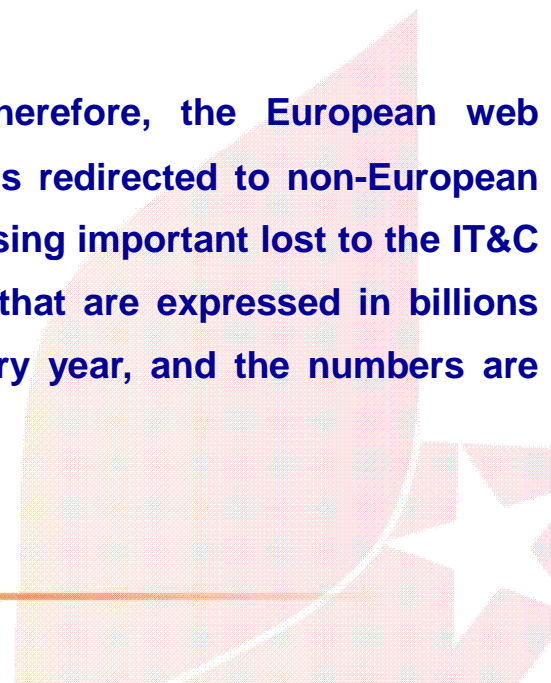 herefore, the European web
s redirected to non-European
sing important lost to the IT&C
that are expressed in billions
ry year, and the numbers are